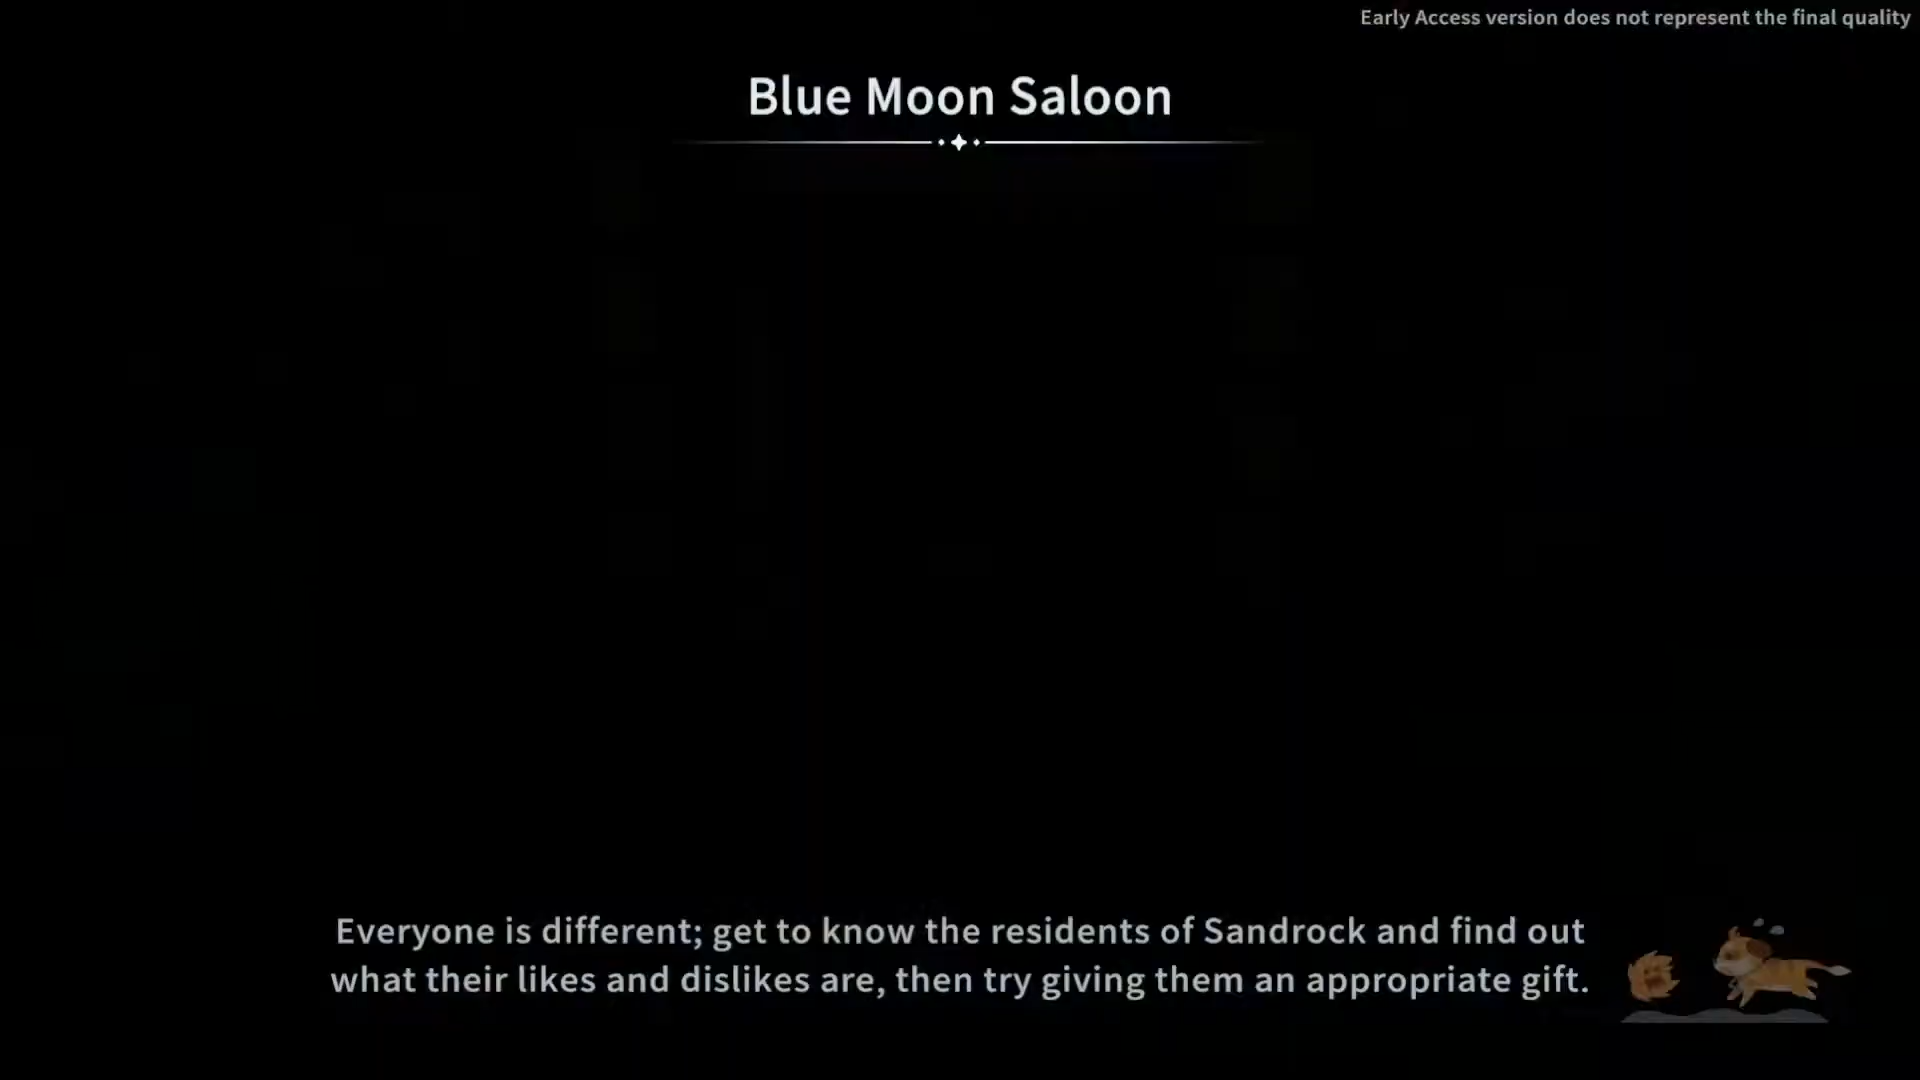 Early Access version does not represent the final quality
Blue Moon Saloon
Everyone is different; get to know the residents of Sandrock and find out
what their likes and dislikes are, then try giving them an appropriate gift.